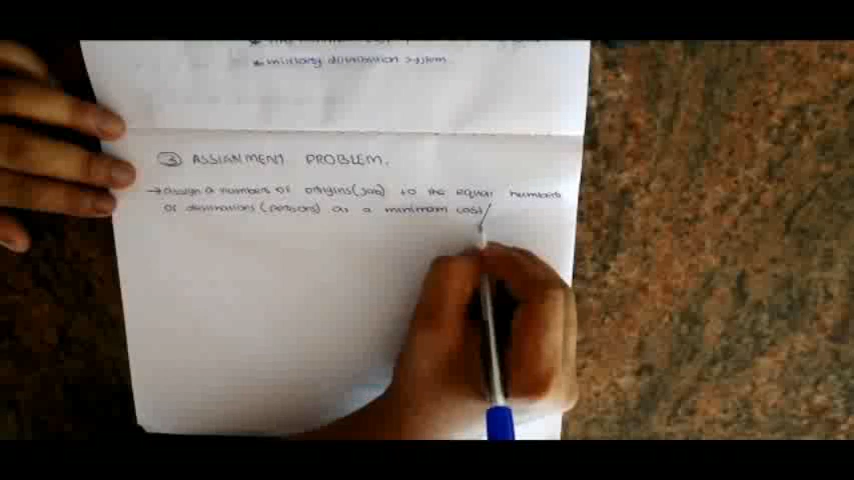 * military distribution system.
③ ASSIGNMENT PROBLEM.
→ assign a numbers of origins (jobs) to the equal numbers
of destinations (persons) as a minimum cost/